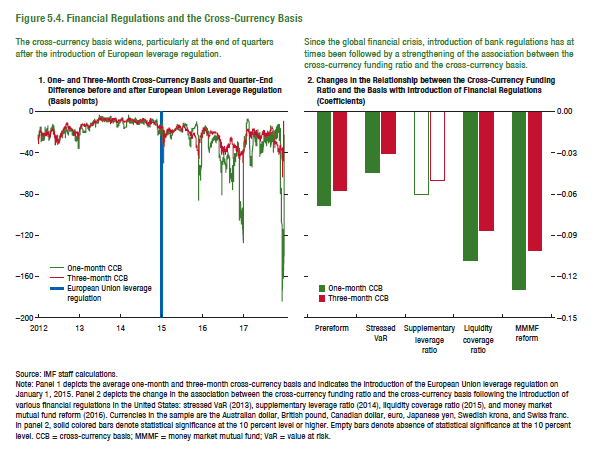 Figure 5.4. Financial Regulations and the Cross-Currency Basis
The cross-currency basis widens, particularly at the end of quarters
after the introduction of European leverage regulation.
Since the global financial crisis, introduction of bank regulations has at
times been followed by a strengthening of the association between the
cross-currency funding ratio and the cross-currency basis.
1. One- and Three-Month Cross-Currency Basis and Quarter-End
Difference before and after European Union Leverage Regulation
(Basis points)
0
–40
–80
–120
–160
–200
2012 13 14 15 16 17
One-month CCB
Three-month CCB
European Union leverage
regulation
2. Changes in the Relationship between the Cross-Currency Funding
Ratio and the Basis with Introduction of Financial Regulations
(Coefficients)
0.00
–0.03
–0.06
–0.09
–0.12
–0.15
One-month CCB
Three-month CCB
Prereform
Stressed
VaR
Supplementary
leverage
ratio
Liquidity
coverage
ratio
MMMF
reform
Source: IMF staff calculations.
Note: Panel 1 depicts the average one-month and three-month cross-currency basis and indicates the introduction of the European Union leverage regulation on
January 1, 2015. Panel 2 depicts the change in the association between the cross-currency funding ratio and the cross-currency basis following the introduction of
various financial regulations in the United States: stressed VaR (2013), supplementary leverage ratio (2014), liquidity coverage ratio (2015), and money market
mutual fund reform (2016). Currencies in the sample are the Australian dollar, British pound, Canadian dollar, euro, Japanese yen, Swedish krona, and Swiss franc.
In panel 2, solid colored bars denote statistical significance at the 10 percent level or higher. Empty bars denote absence of statistical significance at the 10 percent
level. CCB = cross-currency basis; MMMF = money market mutual fund; VaR = value at risk.